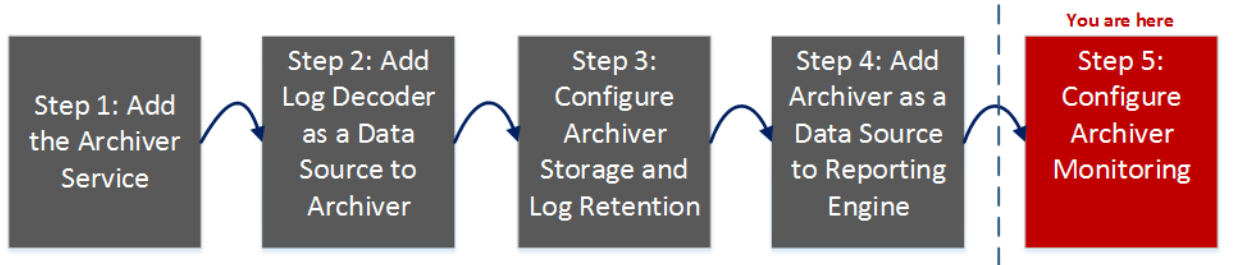 You are here
Step 1: Add
the Archiver
Service
Step 2: Add
Log Decoder
as a Data
Source to
Archiver
Step 3:
Configure
Archiver
Storage and
Log Retention
Step 4: Add
Archiver as a
Data Source
to Reporting
Engine
Step 5:
Configure
Archiver
Monitoring